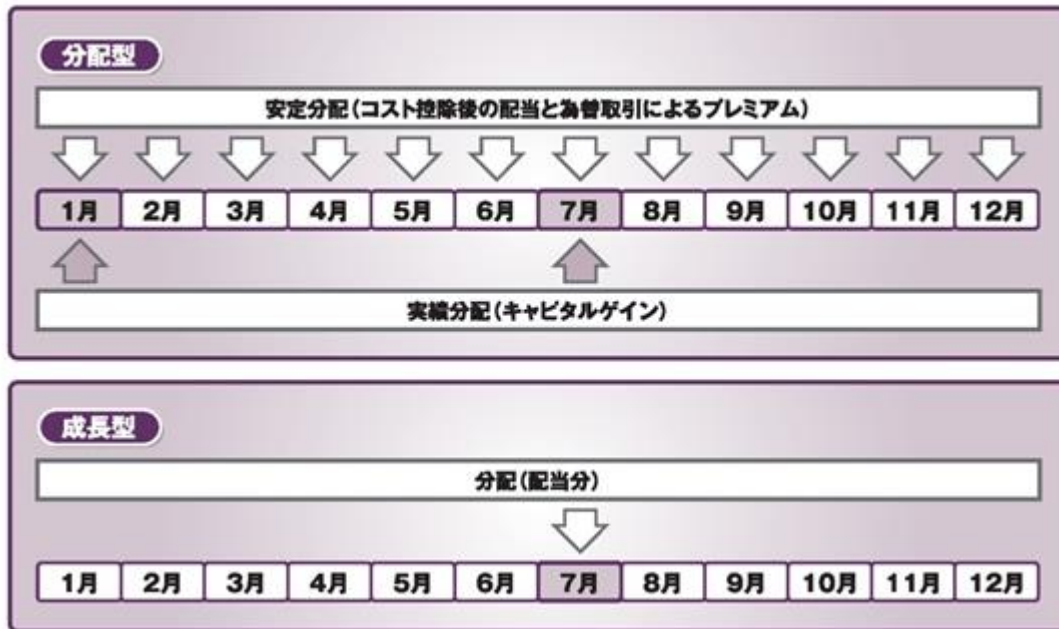 分配型
安定分配(コスト控除後の配当と為替取引によるプレミアム)
1月 2月 3月 4月 5月 6月 7月 8月 9月 10月 11月 12月
実績分配(キャピタルゲイン)
成長型
分配(配当分)
1月 2月 3月 4月 5月 6月 7月 8月 9月 10月 11月 12月